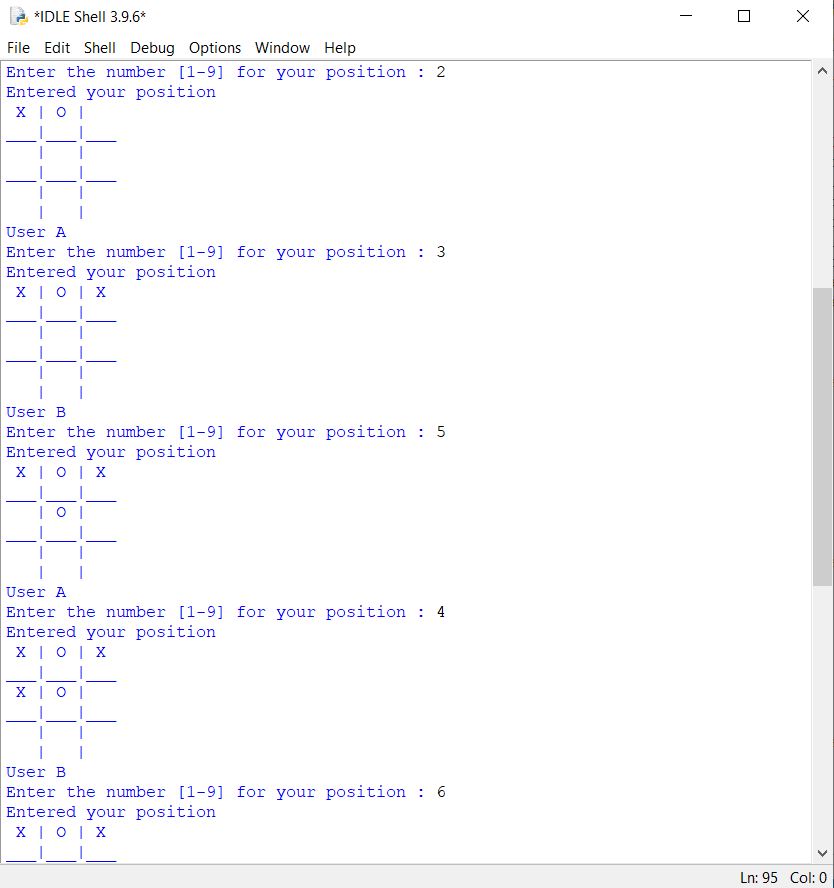 *IDLE Shell 3.9.6*
File Edit Shell Debug Options Window Help
Enter the number [1-9] for your position : 2
Entered your position
 X | O |
___|___|___
   |   |
___|___|___
   |   |
   |   |
User A
Enter the number [1-9] for your position : 3
Entered your position
 X | O | X
___|___|___
   |   |
___|___|___
   |   |
   |   |
User B
Enter the number [1-9] for your position : 5
Entered your position
 X | O | X
___|___|___
   | O |
___|___|___
   |   |
   |   |
User A
Enter the number [1-9] for your position : 4
Entered your position
 X | O | X
___|___|___
 X | O |
___|___|___
   |   |
   |   |
User B
Enter the number [1-9] for your position : 6
Entered your position
 X | O | X
___|___|___
Ln: 95 Col: 0